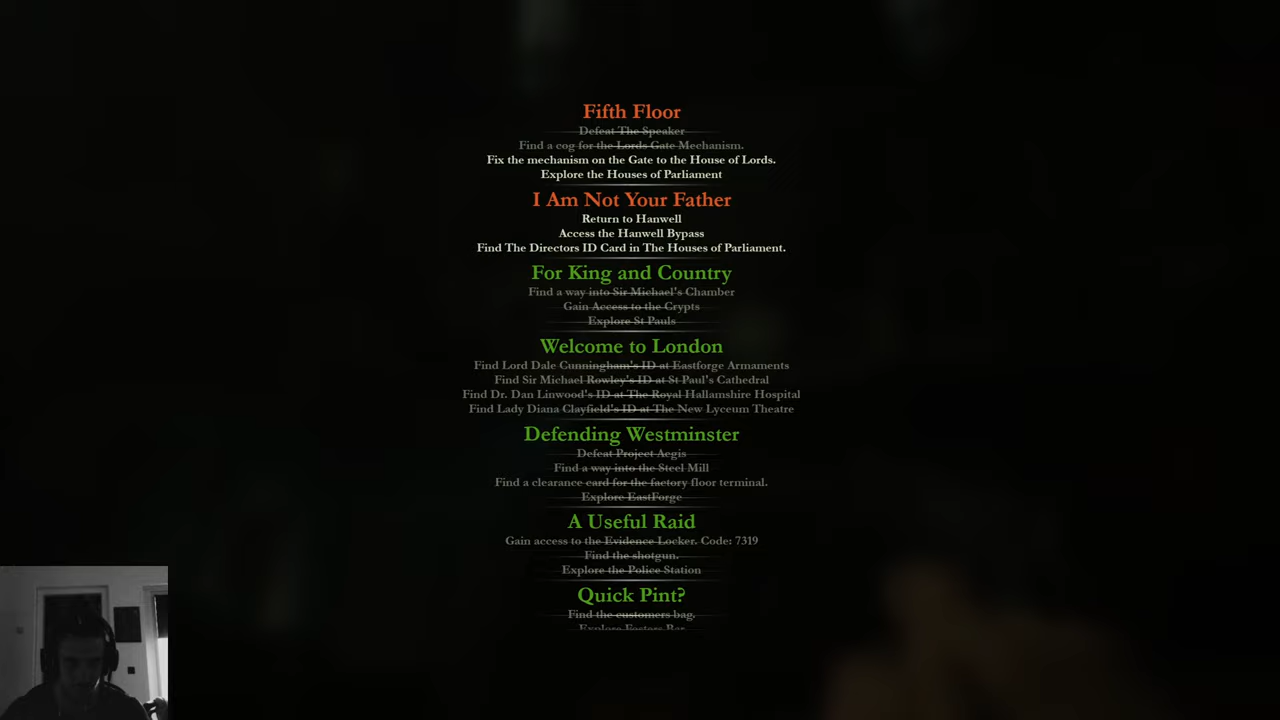 Fifth Floor
Defeat The Speaker
Find a cog for the Lords Gate Mechanism.
Fix the mechanism on the Gate to the House of Lords.
Explore the Houses of Parliament
I Am Not Your Father
Return to Hanwell
Access the Hanwell Bypass
Find The Directors ID Card in The Houses of Parliament.
For King and Country
Find a way into Sir Michael's Chamber
Gain Access to the Crypts
Explore St Pauls
Welcome to London
Find Lord Dale Cunningham's ID at Eastforge Armaments
Find Sir Michael Rowley's ID at St Paul's Cathedral
Find Dr. Dan Linwood's ID at The Royal Hallamshire Hospital
Find Lady Diana Clayfield's ID at The New Lyceum Theatre
Defending Westminster
Defeat Project Aegis
Find a way into the Steel Mill
Find a clearance card for the factory floor terminal.
Explore EastForge
A Useful Raid
Gain access to the Evidence Locker. Code: 7319
Find the shotgun.
Explore the Police Station
Quick Pint?
Find the customers bag.
Explore Fosters Bar